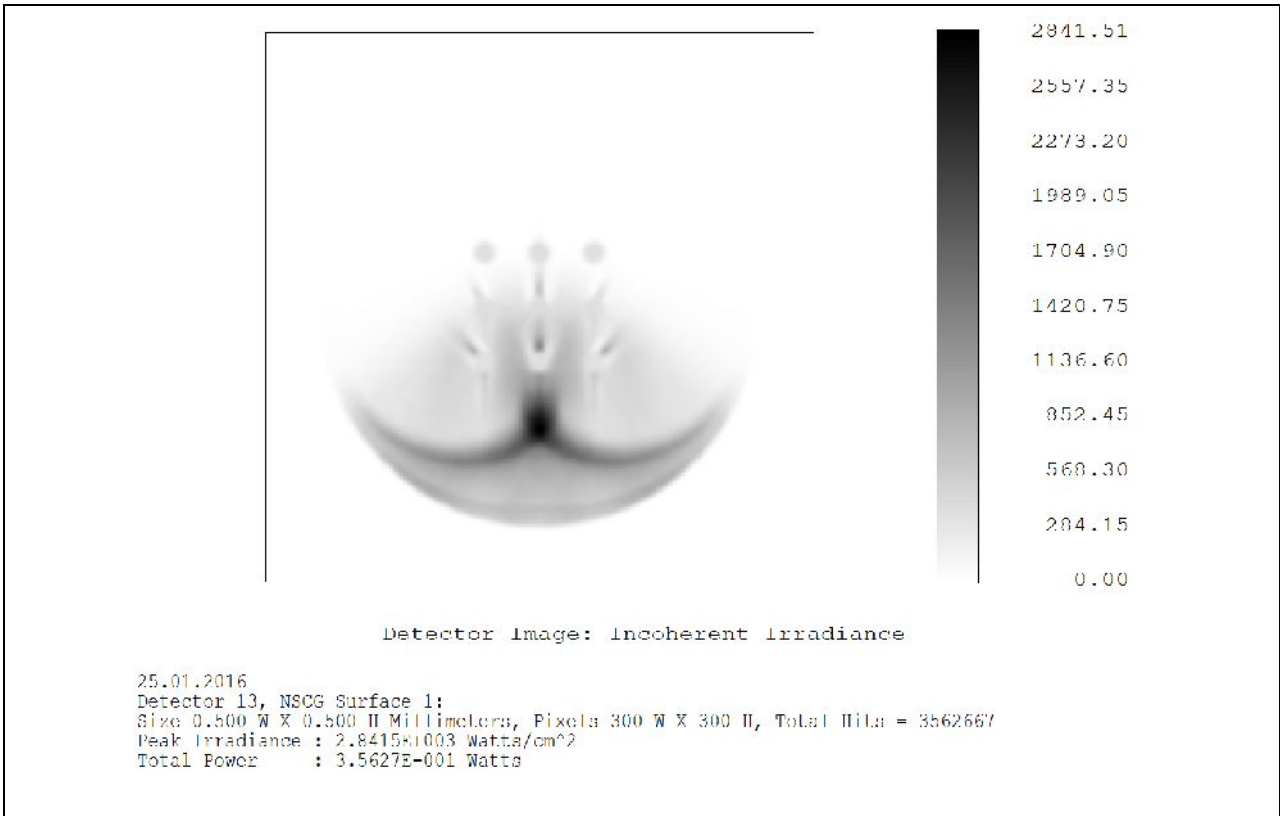 2841.51
2557.35
2273.20
1989.05
1704.90
1420.75
1136.60
852.45
568.30
284.15
0.00
Detector Image: Incoherent Irradiance
25.01.2016
Detector 13, NSCG Surface 1:
Size 0.500 W X 0.500 H Millimeters, Pixels 300 W X 300 H, Total Hits = 3562667
Peak Irradiance : 2.8415E+003 Watts/cm^2
Total Power : 3.5627E-001 Watts